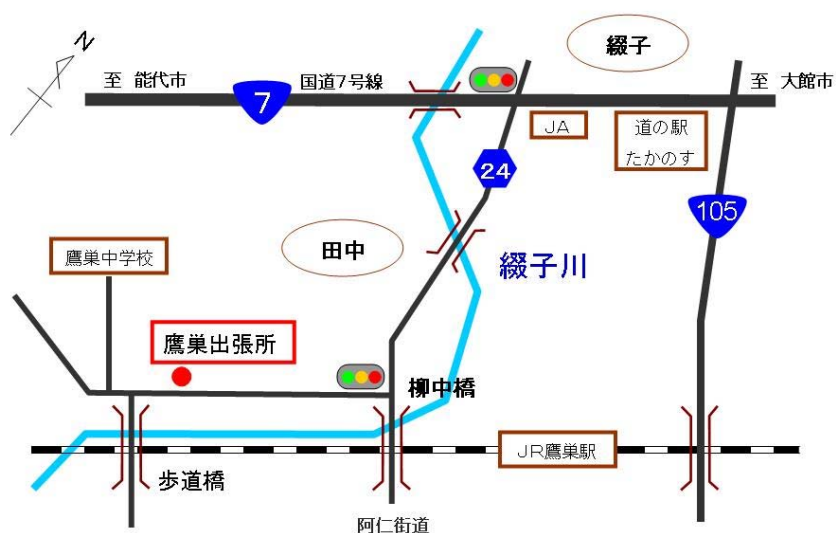 N
綴子
至 能代市
国道7号線
至 大館市
7
JA
道の駅
たかのす
24
105
田中
綴子川
鷹巣中学校
鷹巣出張所
柳中橋
JR鷹巣駅
歩道橋
阿仁街道